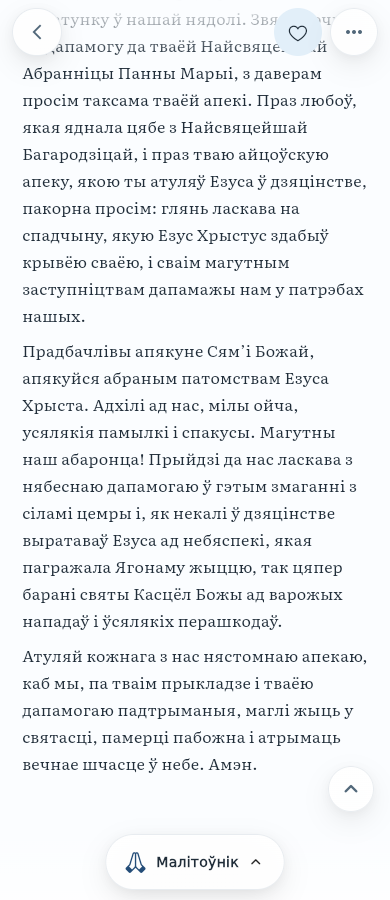 ў нашай нядолі.
дапамогу да тваёй
Абранніцы Панны Марыі, з даверам
просім таксама тваёй апекі. Праз любоў,
якая яднала цябе з Найсвяцейшай
Багародзіцай, і праз тваю айцоўскую
апеку, якою ты атуляў Езуса ў дзяцінстве,
пакорна просім: глянь ласкава на
спадчыну, якую Езус Хрыстус здабыў
крывёю сваёю, і сваім магутным
заступніцтвам дапамажы нам у патрэбах
нашых.
Прадбачлівы апякуне Сям’і Божай,
апякуйся абраным патомствам Езуса
Хрыста. Адхілі ад нас, мілы ойча,
усялякія памылкі і спакусы. Магутны
наш абаронца! Прыйдзі да нас ласкава з
нябеснаю дапамогаю ў гэтым змаганні з
сіламі цемры і, як некалі ў дзяцінстве
выратаваў Езуса ад небяспекі, якая
пагражала Ягонаму жыццю, так цяпер
барані святы Касцёл Божы ад варожых
нападаў і ўсялякіх перашкодаў.
Атуляй кожнага з нас нястомнаю апекаю,
каб мы, па тваім прыкладзе і тваёю
дапамогаю падтрыманыя, маглі жыць у
святасці, памерці пабожна і атрымаць
вечнае шчасце ў небе. Амэн.
Малітоўнік